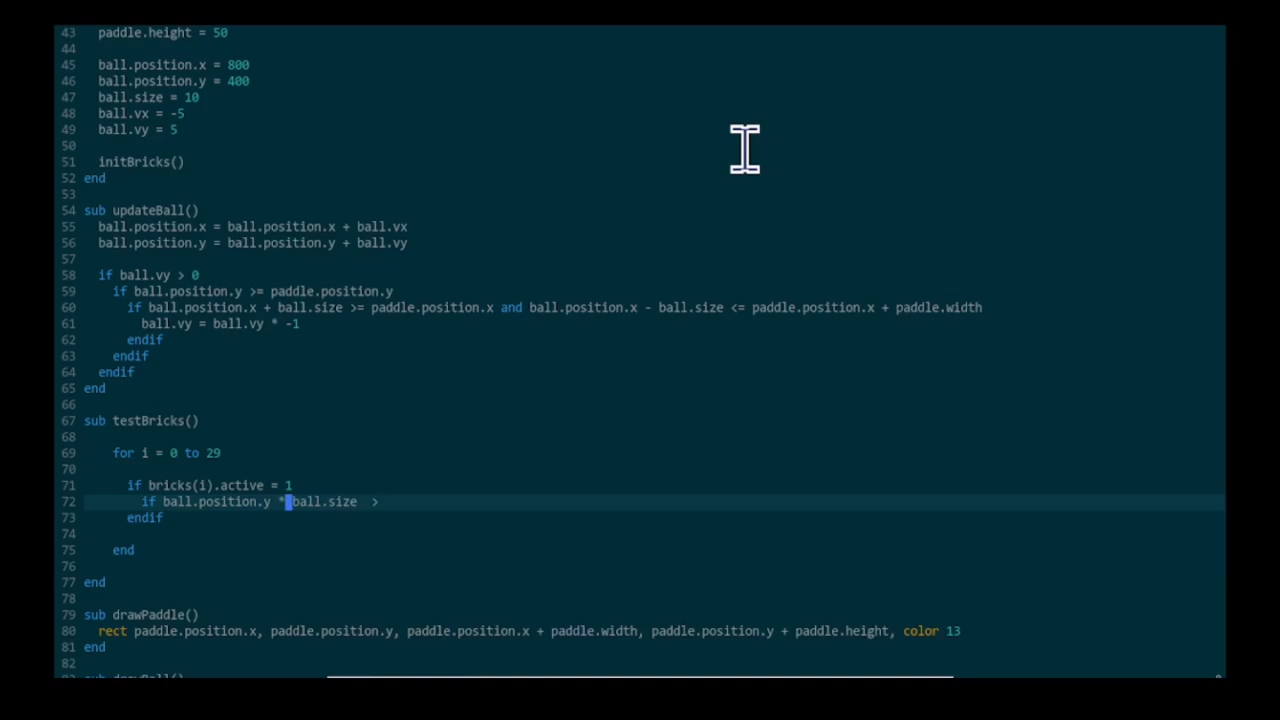 43 paddle.height = 50
44
45 ball.position.x = 800
46 ball.position.y = 400
47 ball.size = 10
48 ball.vx = -5
49 ball.vy = 5
50
51 initBricks()
52 end
53
54 sub updateBall()
55 ball.position.x = ball.position.x + ball.vx
56 ball.position.y = ball.position.y + ball.vy
57
58 if ball.vy > 0
59 if ball.position.y >= paddle.position.y
60 if ball.position.x + ball.size >= paddle.position.x and ball.position.x - ball.size <= paddle.position.x + paddle.width
61 ball.vy = ball.vy * -1
62 endif
63 endif
64 endif
65 end
66
67 sub testBricks()
68
69 for i = 0 to 29
70
71 if bricks(i).active = 1
72 if ball.position.y * ball.size >
73 endif
74
75 end
76
77 end
78
79 sub drawPaddle()
80 rect paddle.position.x, paddle.position.y, paddle.position.x + paddle.width, paddle.position.y + paddle.height, color 13
81 end
82
sub drawBall()